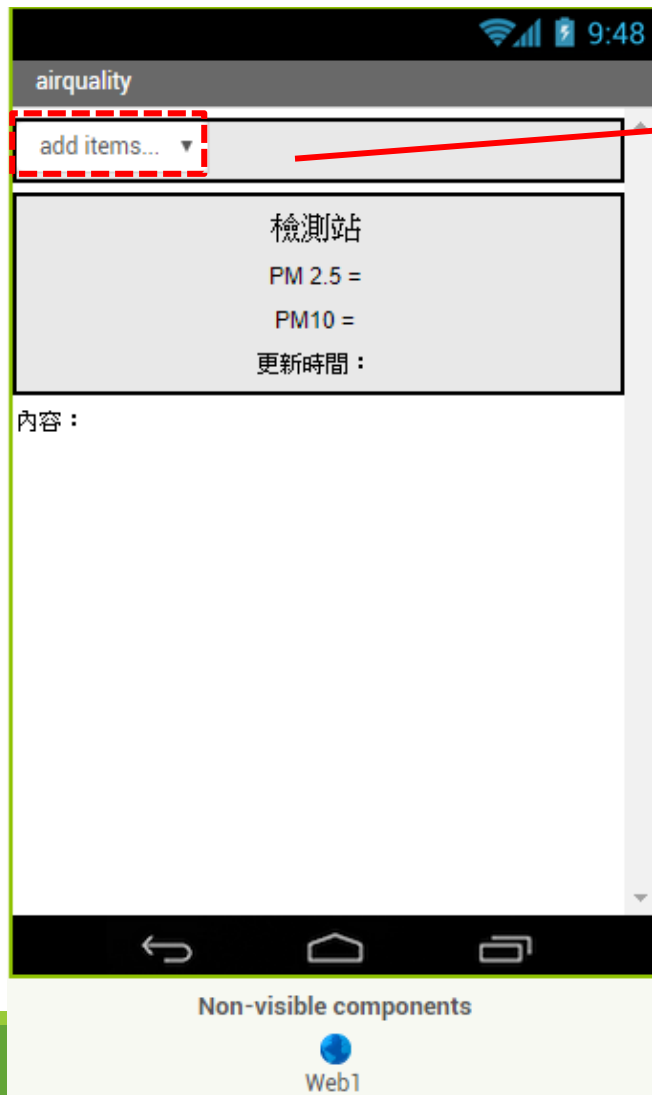 9:48
airquality
add items... ▼
檢測站
PM 2.5 =
PM10 =
更新時間：
內容：
Non-visible components
Web1